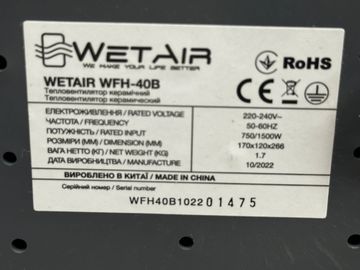 WETAIR
WE MAKE YOUR LIFE BETTER
RoHS
WETAIR WFH-40B
Тепловентилятор керамічний
Тепловентилятор керамический
CE
ЕЛЕКТРОЖИВЛЕННЯ / RATED VOLTAGE 220-240V~
ЧАСТОТА / FREQUENCY 50-60HZ
ПОТУЖНІСТЬ / RATED INPUT 750/1500W
РОЗМІРИ (ММ) / DIMENSION (MM) 170x120x266
ВАГА НЕТТО (КГ) / NET WEIGHT (KG) 1.7
ДАТА ВИРОБНИЦТВА / MANUFACTURE 10/2022
ВИРОБЛЕНО В КИТАЇ / MADE IN CHINA
Серійний номер / Serial number
WFH40B102201475